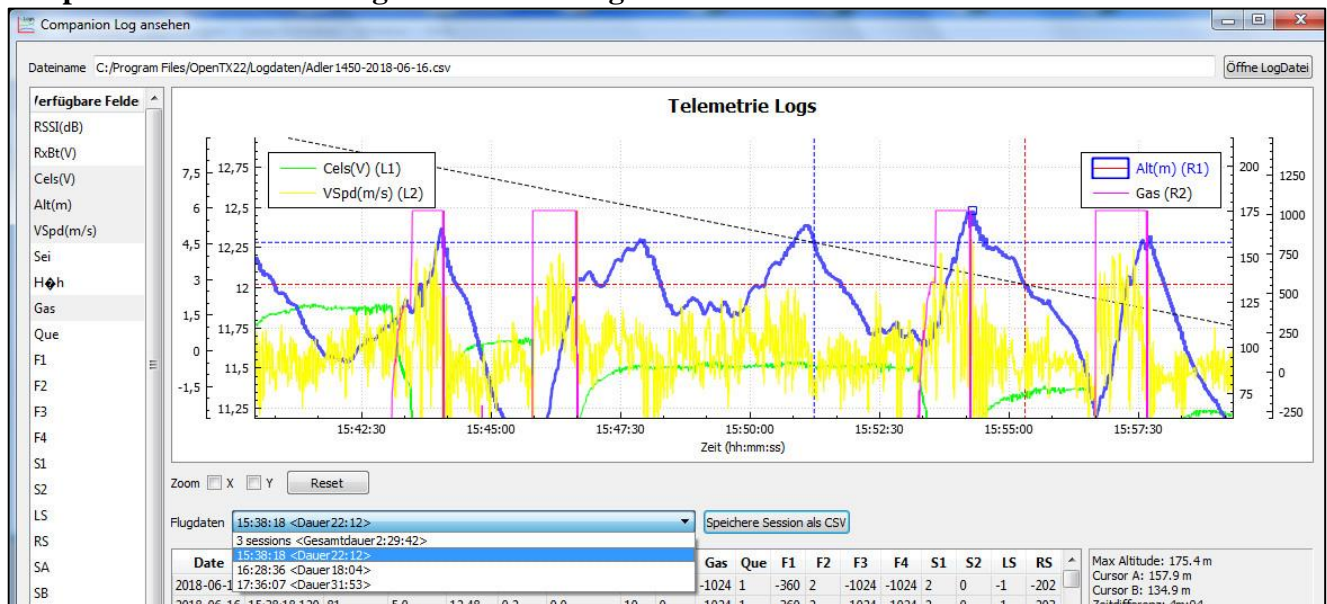 Companion Log ansehen
Dateiname C:/Program Files/OpenTX22/Logdaten/Adler1450-2018-06-16.csv Öffne LogDatei
Verfügbare Felde
RSSI(dB)
RxBt(V)
Cels(V)
Alt(m)
VSpd(m/s)
Sei
H�h
Gas
Que
F1
F2
F3
F4
S1
S2
LS
RS
SA
SB
Telemetrie Logs
Cels(V) (L1)
VSpd(m/s) (L2)
Alt(m) (R1)
Gas (R2)
7,5
6
4,5
3
1,5
0
-1,5
12,75
12,5
12,25
12
11,75
11,5
11,25
200
175
150
125
100
75
1250
1000
750
500
250
0
-250
15:42:30 15:45:00 15:47:30 15:50:00 15:52:30 15:55:00 15:57:30
Zeit (hh:mm:ss)
Zoom X Y Reset
Flugdaten 15:38:18 <Dauer22:12> Speichere Session als CSV
3 sessions <Gesamtdauer2:29:42>
15:38:18 <Dauer22:12>
16:28:36 <Dauer18:04>
17:36:07 <Dauer31:53>
Date Gas Que F1 F2 F3 F4 S1 S2 LS RS
2018-06-1 -1024 1 -360 2 -1024 -1024 2 0 -1 -202
Max Altitude: 175.4 m
Cursor A: 157.9 m
Cursor B: 134.9 m